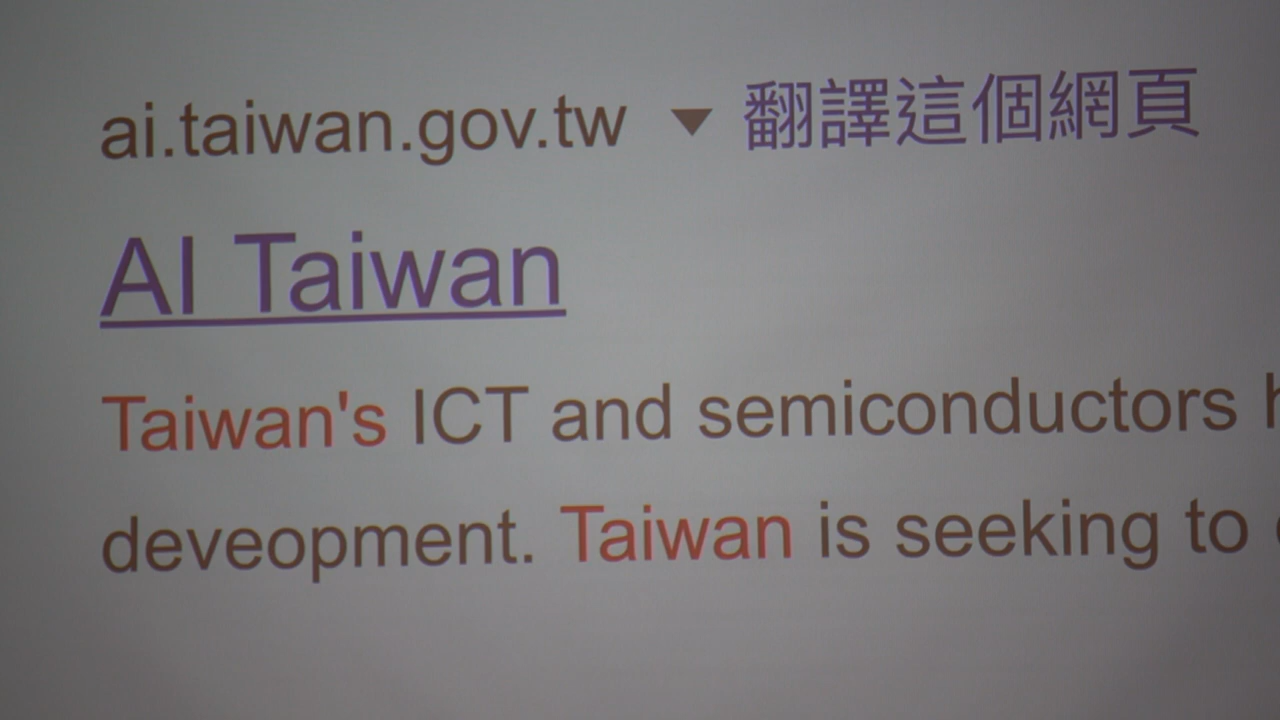 ai.taiwan.gov.tw ▼ 翻譯這個網頁
AI Taiwan
Taiwan's ICT and semiconductors
deveopment. Taiwan is seeking to